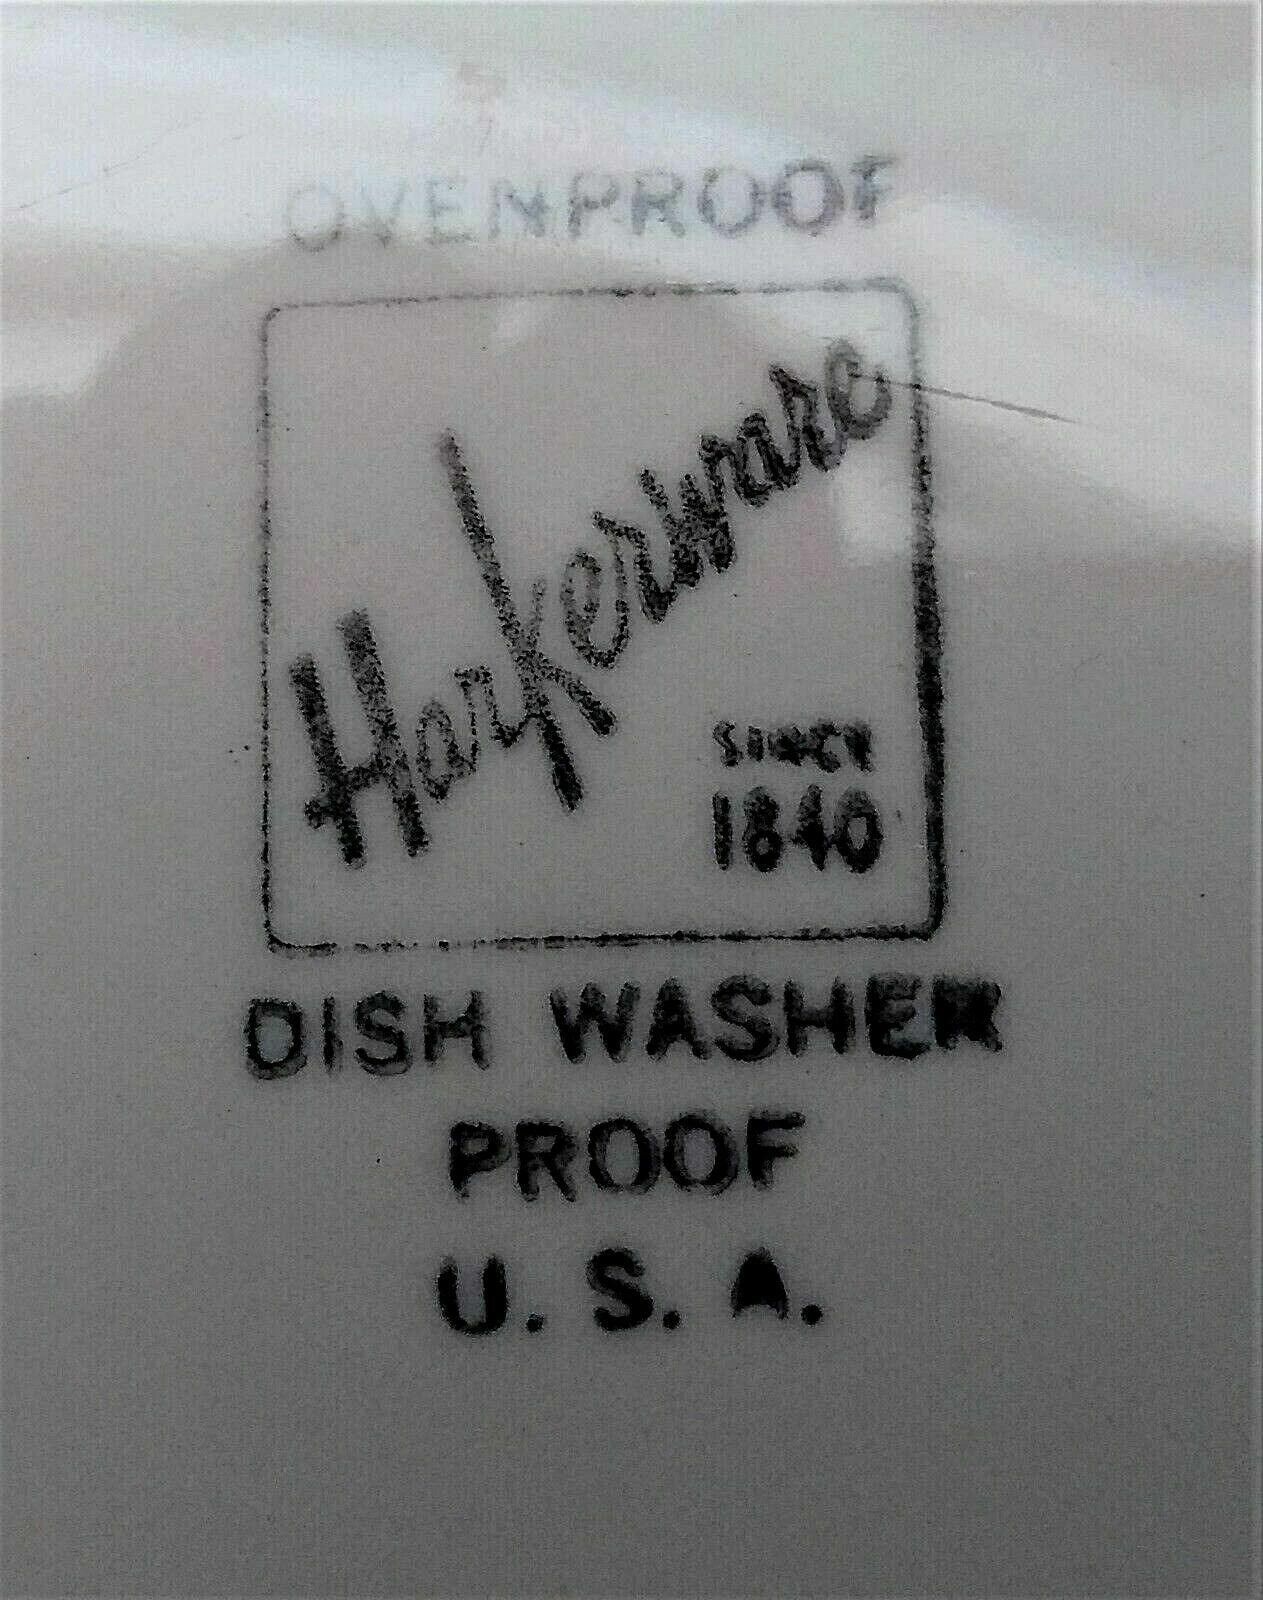 OVENPROOF
Harkerware
SINCE
1840
DISH WASHER
PROOF
U. S. A.